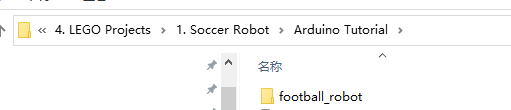 « 4. LEGO Projects > 1. Soccer Robot > Arduino Tutorial >
名称
football_robot